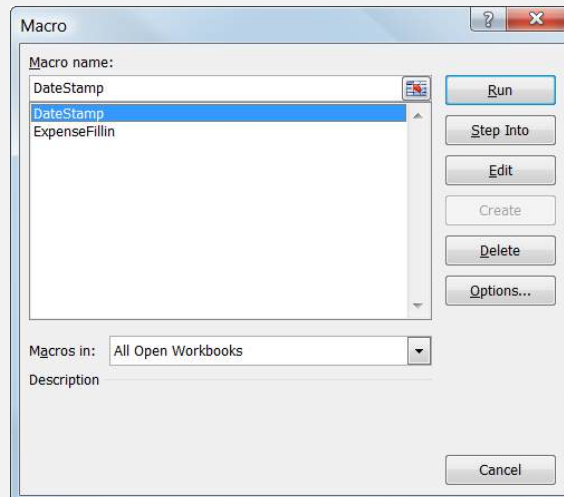 Macro
Macro name:
DateStamp
DateStamp
ExpenseFillin
Run
Step Into
Edit
Create
Delete
Options...
Macros in: All Open Workbooks
Description
Cancel